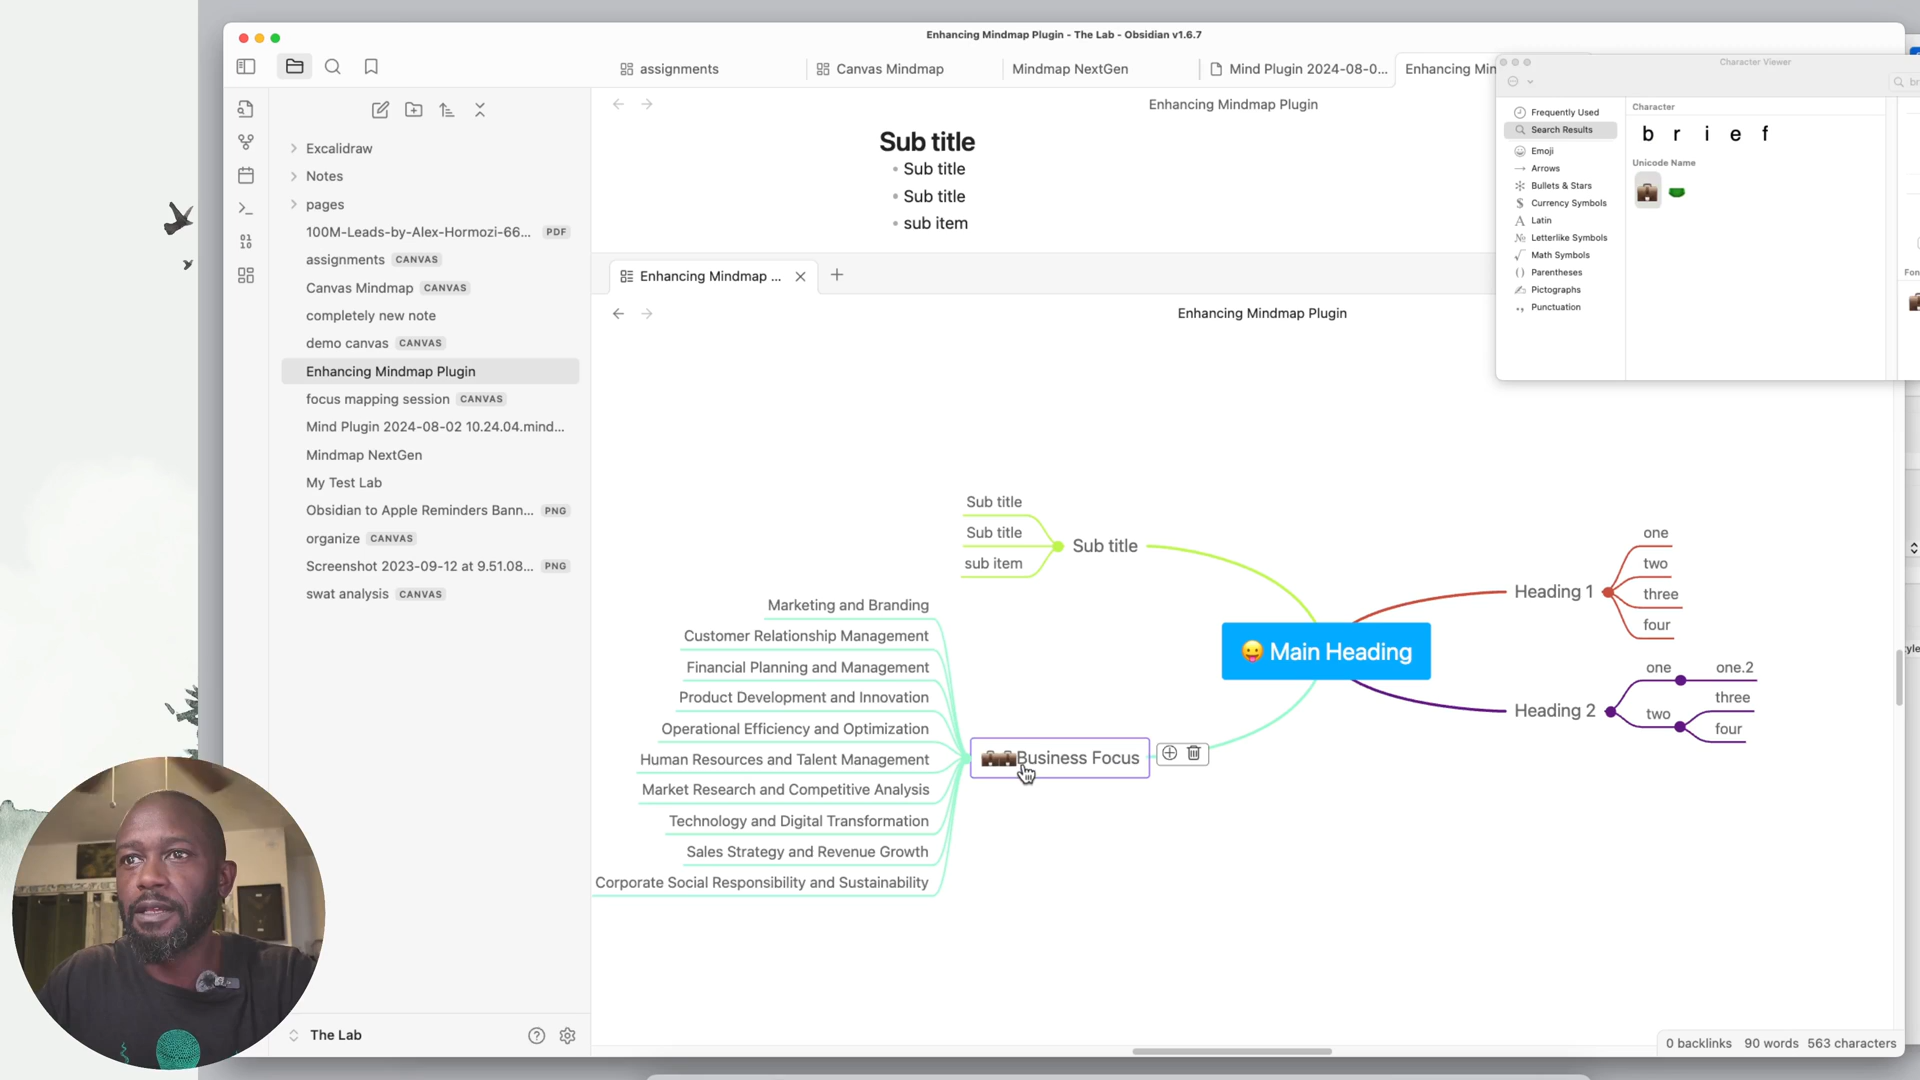 Enhancing Mindmap Plugin - The Lab - Obsidian v1.6.7
assignments
Canvas Mindmap
Mindmap NextGen
Mind Plugin 2024-08-0...
Enhancing Min
Character Viewer
br
Excalidraw
Notes
pages
100M-Leads-by-Alex-Hormozi-66... PDF
assignments CANVAS
Canvas Mindmap CANVAS
completely new note
demo canvas CANVAS
Enhancing Mindmap Plugin
focus mapping session CANVAS
Mind Plugin 2024-08-02 10.24.04.mind...
Mindmap NextGen
My Test Lab
Obsidian to Apple Reminders Bann... PNG
organize CANVAS
Screenshot 2023-09-12 at 9.51.08... PNG
swat analysis CANVAS
The Lab
Enhancing Mindmap Plugin
Sub title
• Sub title
• Sub title
• sub item
Frequently Used
Search Results
Emoji
Arrows
Bullets & Stars
Currency Symbols
Latin
Letterlike Symbols
Math Symbols
Parentheses
Pictographs
Punctuation
Character
b r i e f
Unicode Name
Fon
Enhancing Mindmap ...
Enhancing Mindmap Plugin
Sub title
Sub title
sub item
Sub title
Marketing and Branding
Customer Relationship Management
Financial Planning and Management
Product Development and Innovation
Operational Efficiency and Optimization
Human Resources and Talent Management
Market Research and Competitive Analysis
Technology and Digital Transformation
Sales Strategy and Revenue Growth
Corporate Social Responsibility and Sustainability
💼💼Business Focus
😛 Main Heading
Heading 1
one
two
three
four
Heading 2
one
one.2
two
three
four
yle
0 backlinks 90 words 563 characters